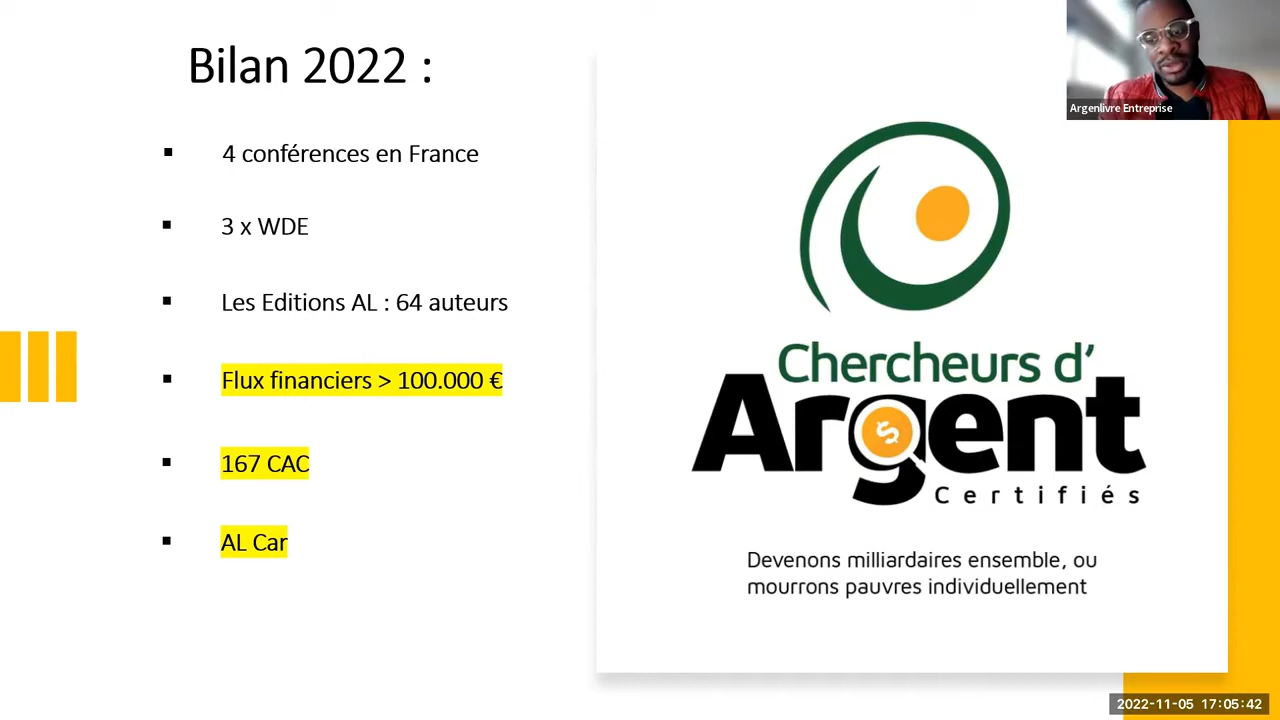 Bilan 2022 :
4 conférences en France
3 x WDE
Les Editions AL : 64 auteurs
Flux financiers > 100.000 €
167 CAC
AL Car
Argenlivre Entreprise
Chercheurs d'
Argent
$
Certifiés
Devenons milliardaires ensemble, ou
mourrons pauvres individuellement
2022-11-05 17:05:42